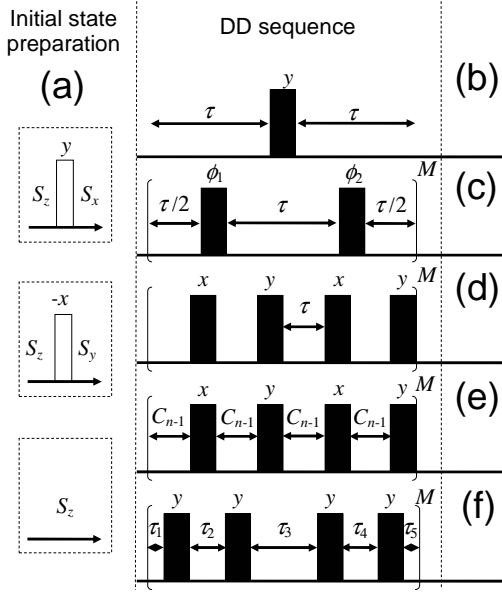 Initial state preparation
DD sequence
(a)
y
S_z S_x
-x
S_z S_y
S_z
y
τ τ
(b)
ϕ_1 ϕ_2 M
τ/2 τ τ/2
(c)
x y x y M
τ
(d)
x y x y M
C_{n-1} C_{n-1} C_{n-1} C_{n-1}
(e)
y y y y M
τ_1 τ_2 τ_3 τ_4 τ_5
(f)